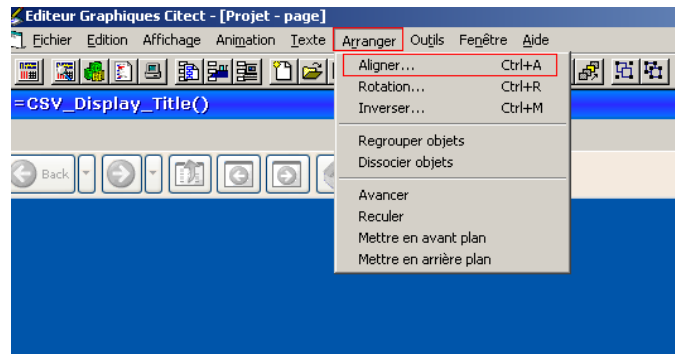 Editeur Graphiques Citect - [Projet - page]
Fichier Edition Affichage Animation Texte Arranger Outils Fenêtre Aide
Aligner... Ctrl+A
=CSV_Display_Title()
Rotation... Ctrl+R
Inverser... Ctrl+M
Regrouper objets
Dissocier objets
Back
Avancer
Reculer
Mettre en avant plan
Mettre en arrière plan